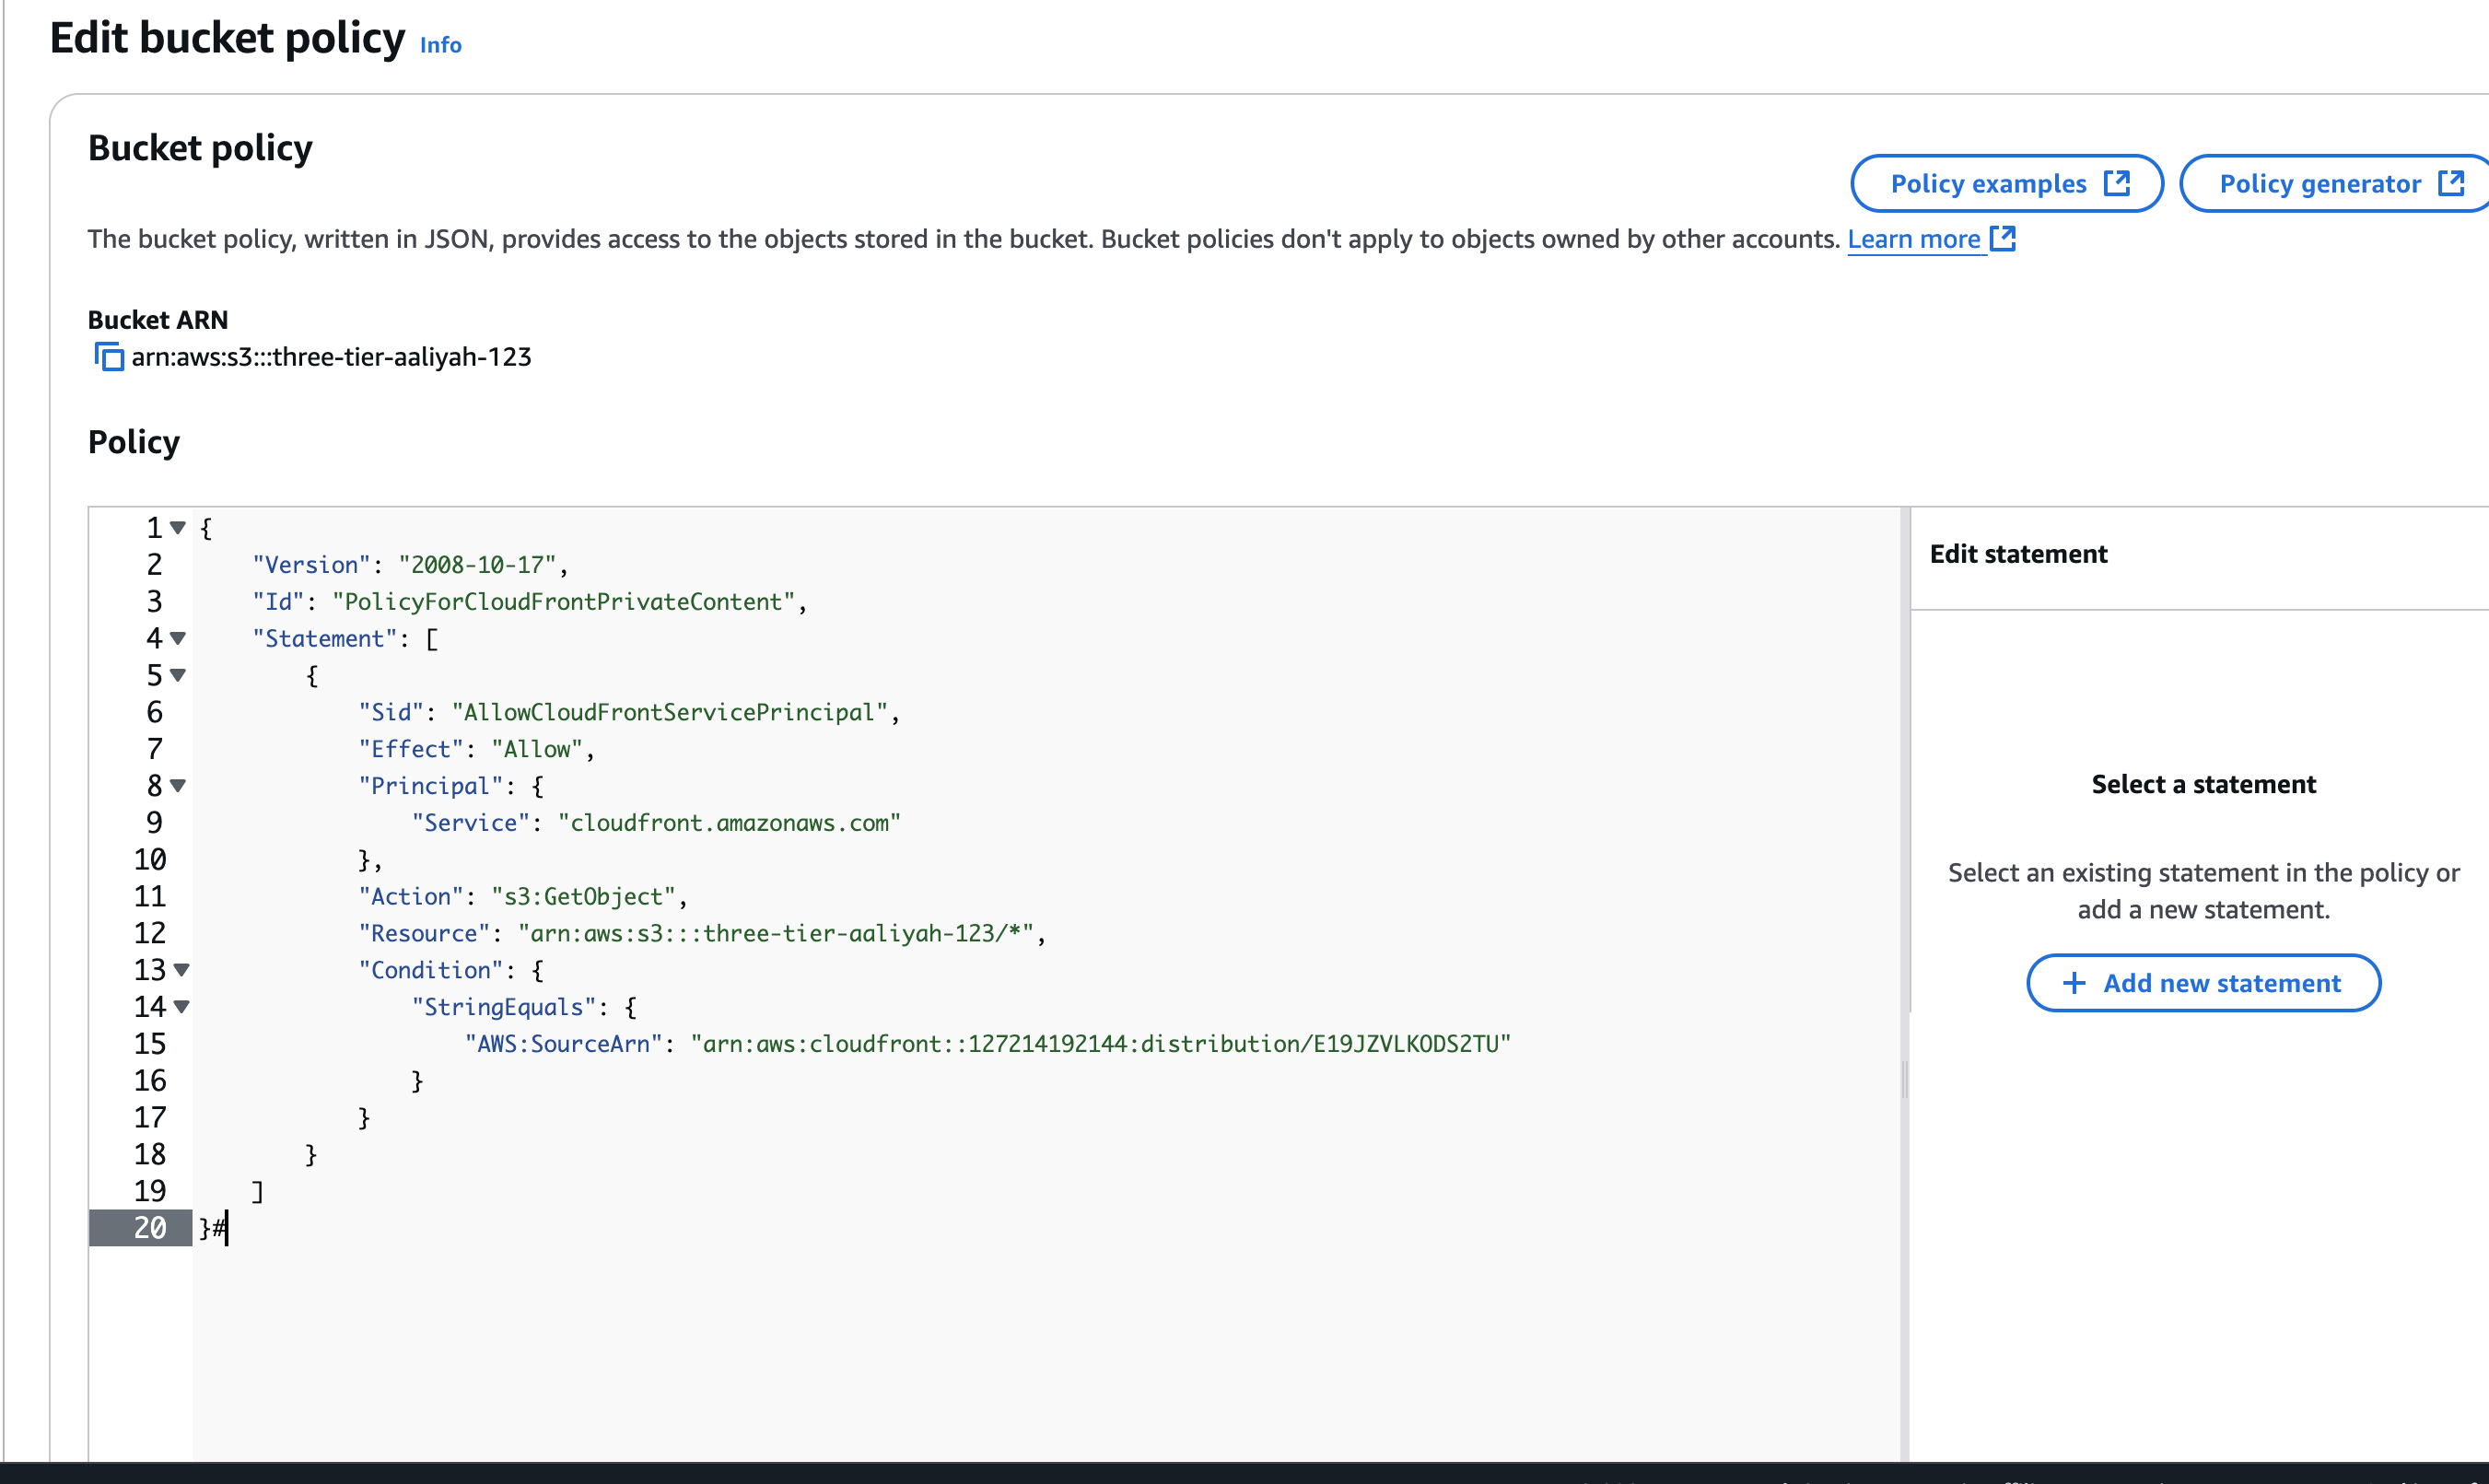 Edit bucket policy Info
Bucket policy
Policy examples
Policy generator
The bucket policy, written in JSON, provides access to the objects stored in the bucket. Bucket policies don't apply to objects owned by other accounts. Learn more
Bucket ARN
arn:aws:s3:::three-tier-aaliyah-123
Policy
1 {
2 "Version": "2008-10-17",
3 "Id": "PolicyForCloudFrontPrivateContent",
4 "Statement": [
5 {
6 "Sid": "AllowCloudFrontServicePrincipal",
7 "Effect": "Allow",
8 "Principal": {
9 "Service": "cloudfront.amazonaws.com"
10 },
11 "Action": "s3:GetObject",
12 "Resource": "arn:aws:s3:::three-tier-aaliyah-123/*",
13 "Condition": {
14 "StringEquals": {
15 "AWS:SourceArn": "arn:aws:cloudfront::127214192144:distribution/E19JZVLKODS2TU"
16 }
17 }
18 }
19 ]
20 }#
Edit statement
Select a statement
Select an existing statement in the policy or
add a new statement.
+ Add new statement